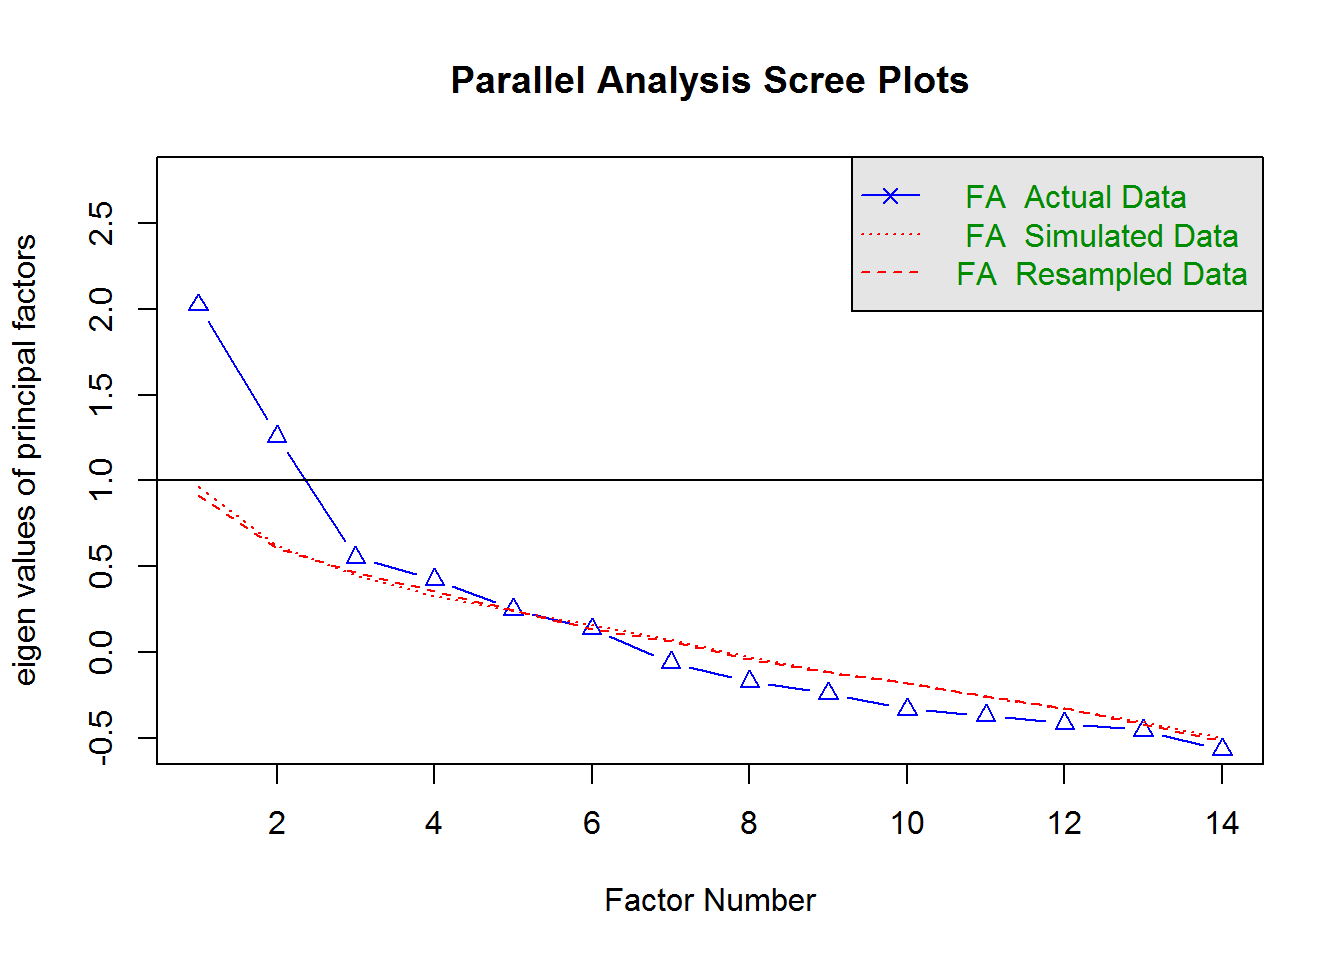 Parallel Analysis Scree Plots
FA Actual Data
FA Simulated Data
FA Resampled Data
eigen values of principal factors
2.5
2.0
1.5
1.0
0.5
0.0
-0.5
2 4 6 8 10 12 14
Factor Number